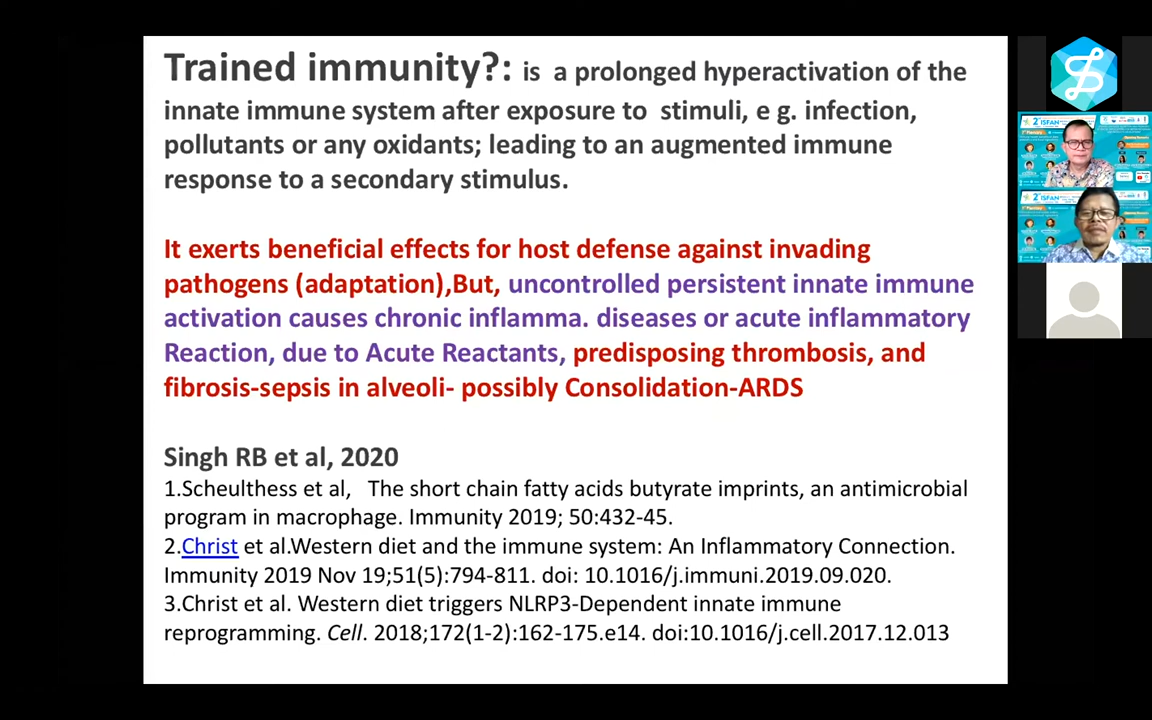 Trained immunity?: is a prolonged hyperactivation of the
innate immune system after exposure to stimuli, e g. infection,
pollutants or any oxidants; leading to an augmented immune
response to a secondary stimulus.
It exerts beneficial effects for host defense against invading
pathogens (adaptation),But, uncontrolled persistent innate immune
activation causes chronic inflamma. diseases or acute inflammatory
Reaction, due to Acute Reactants, predisposing thrombosis, and
fibrosis-sepsis in alveoli- possibly Consolidation-ARDS
Singh RB et al, 2020
1.Scheulthess et al, The short chain fatty acids butyrate imprints, an antimicrobial
program in macrophage. Immunity 2019; 50:432-45.
2.Christ et al.Western diet and the immune system: An Inflammatory Connection.
Immunity 2019 Nov 19;51(5):794-811. doi: 10.1016/j.immuni.2019.09.020.
3.Christ et al. Western diet triggers NLRP3-Dependent innate immune
reprogramming. Cell. 2018;172(1-2):162-175.e14. doi:10.1016/j.cell.2017.12.013
2nd ISFAN